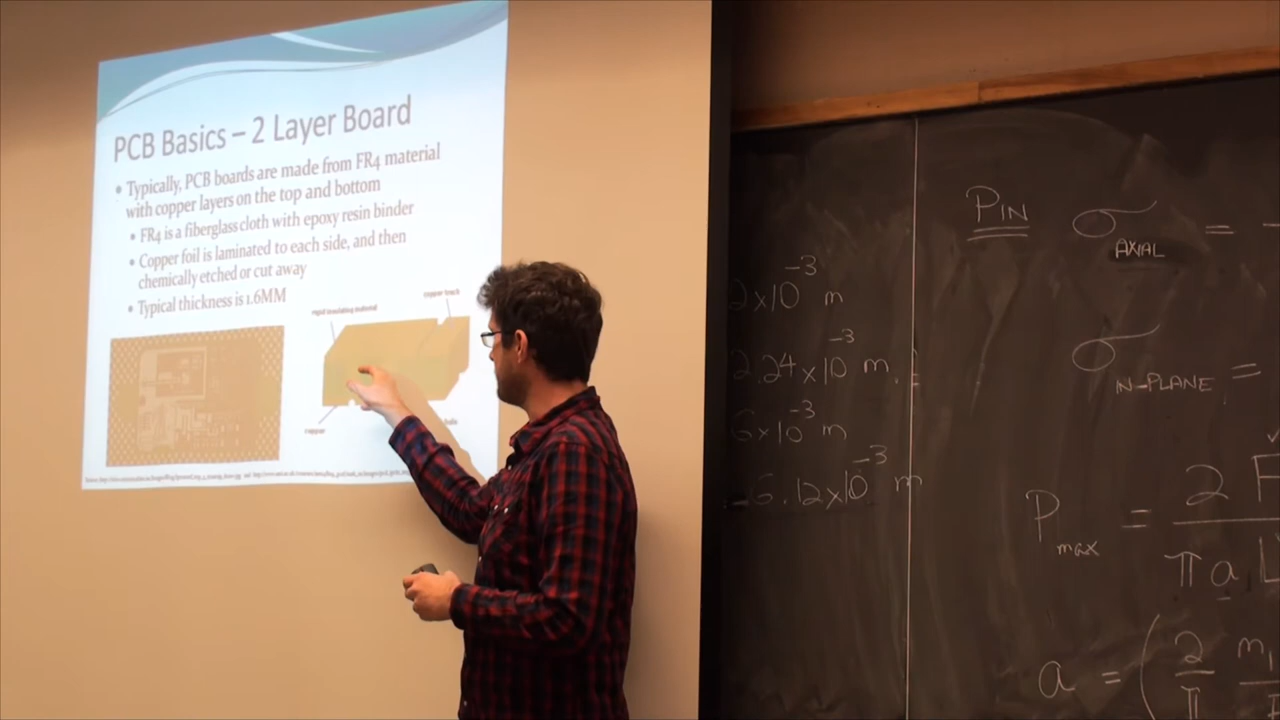 PCB Basics – 2 Layer Board
• Typically, PCB boards are made from FR4 material
with copper layers on the top and bottom
• FR4 is a fiberglass cloth with epoxy resin binder
• Copper foil is laminated to each side, and then
chemically etched or cut away
• Typical thickness is 1.6MM
copper track
rigid insulating material
copper
hole
2x10⁻³ m
2.24x10⁻³ m
6x10⁻³ m
6.12x10⁻³ m
PIN σ AXIAL =
σ IN-PLANE =
P max = 2 F
π a L
a = ( 2 m₁
π